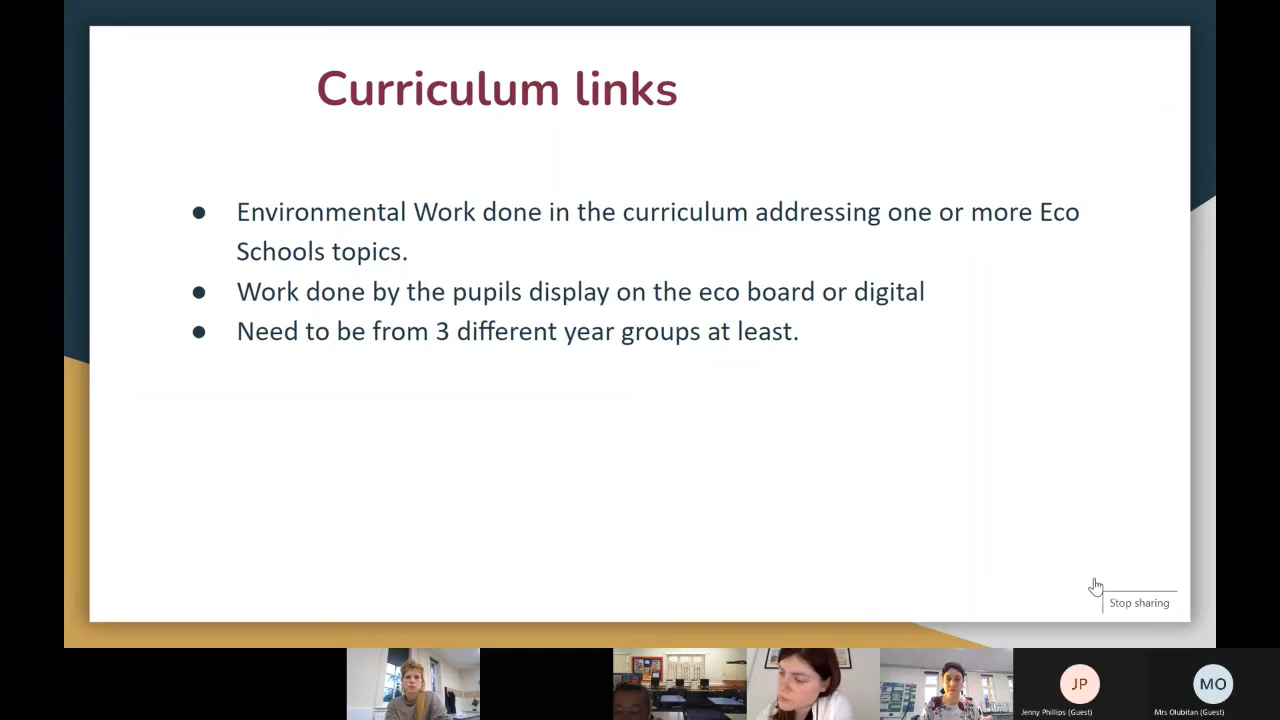 Curriculum links
● Environmental Work done in the curriculum addressing one or more Eco
Schools topics.
● Work done by the pupils display on the eco board or digital
● Need to be from 3 different year groups at least.
Stop sharing
JP
MO
Jenny Phillips (Guest)
Mrs Olubitan (Guest)